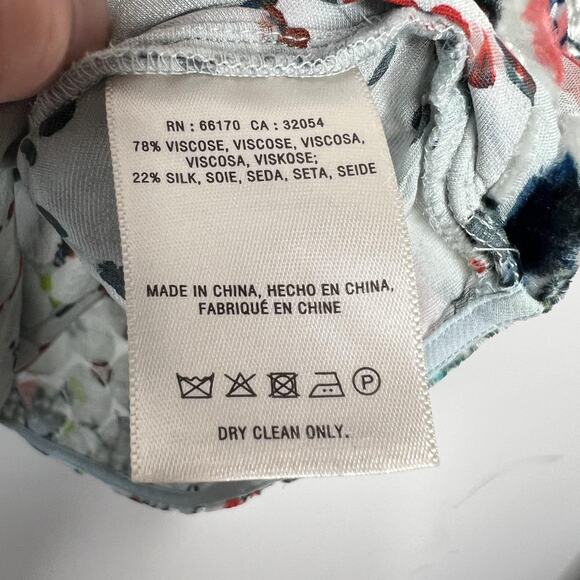 RN : 66170 CA : 32054
78% VISCOSE, VISCOSE, VISCOSA,
VISCOSA, VISKOSE;
22% SILK, SOIE, SEDA, SETA, SEIDE
MADE IN CHINA, HECHO EN CHINA,
FABRIQUÉ EN CHINE
P
DRY CLEAN ONLY.